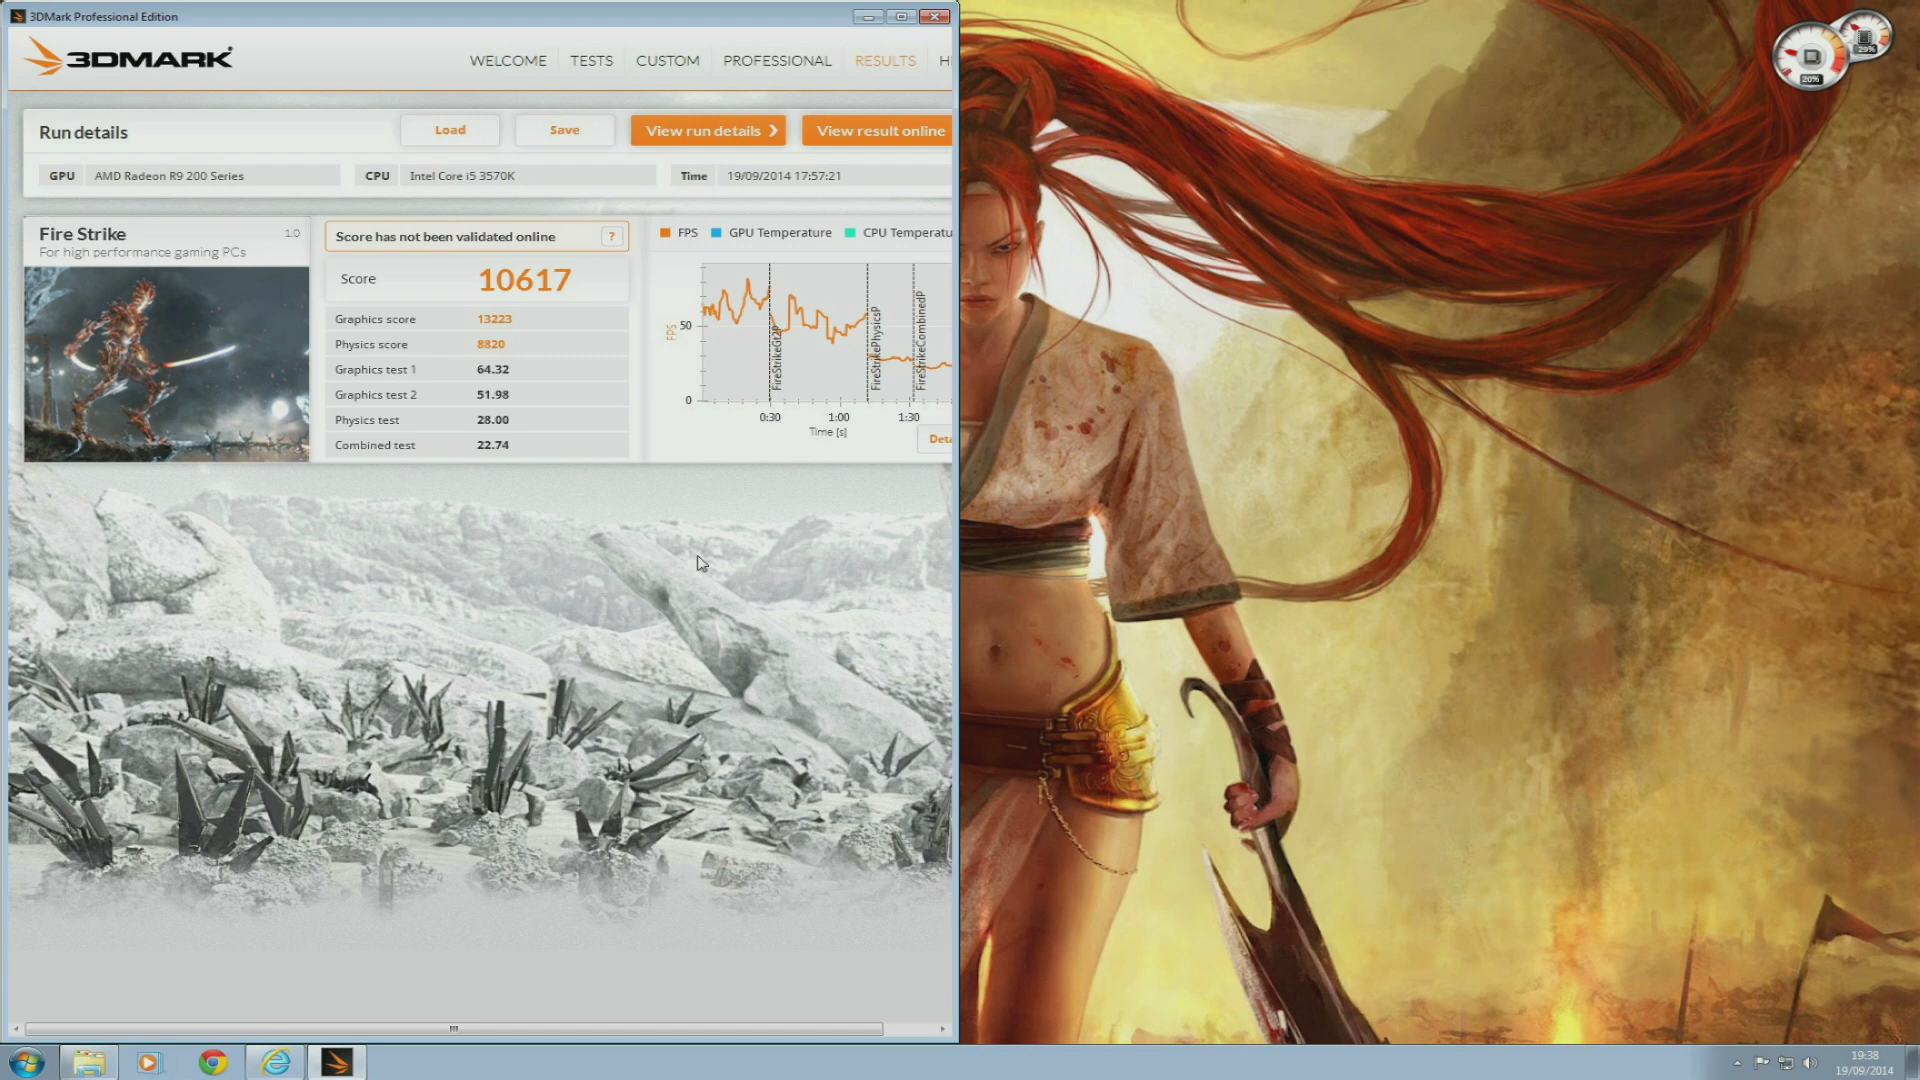 3DMark Professional Edition
3DMARK
WELCOME TESTS CUSTOM PROFESSIONAL RESULTS
Run details Load Save View run details View result online
GPU AMD Radeon R9 200 Series CPU Intel Core i5 3570K Time 19/09/2014 17:57:21
Fire Strike 1.0
For high performance gaming PCs
Score has not been validated online ?
Score 10617
Graphics score 13223
Physics score 8820
Graphics test 1 64.32
Graphics test 2 51.98
Physics test 28.00
Combined test 22.74
FPS GPU Temperature CPU Temperatu
FPS
50
0
FireStrikeGt2P
FireStrikePhysicsP
FireStrikeCombinedP
0:30 1:00 1:30
Time [s]
Deta
20%
29%
19:38
19/09/2014